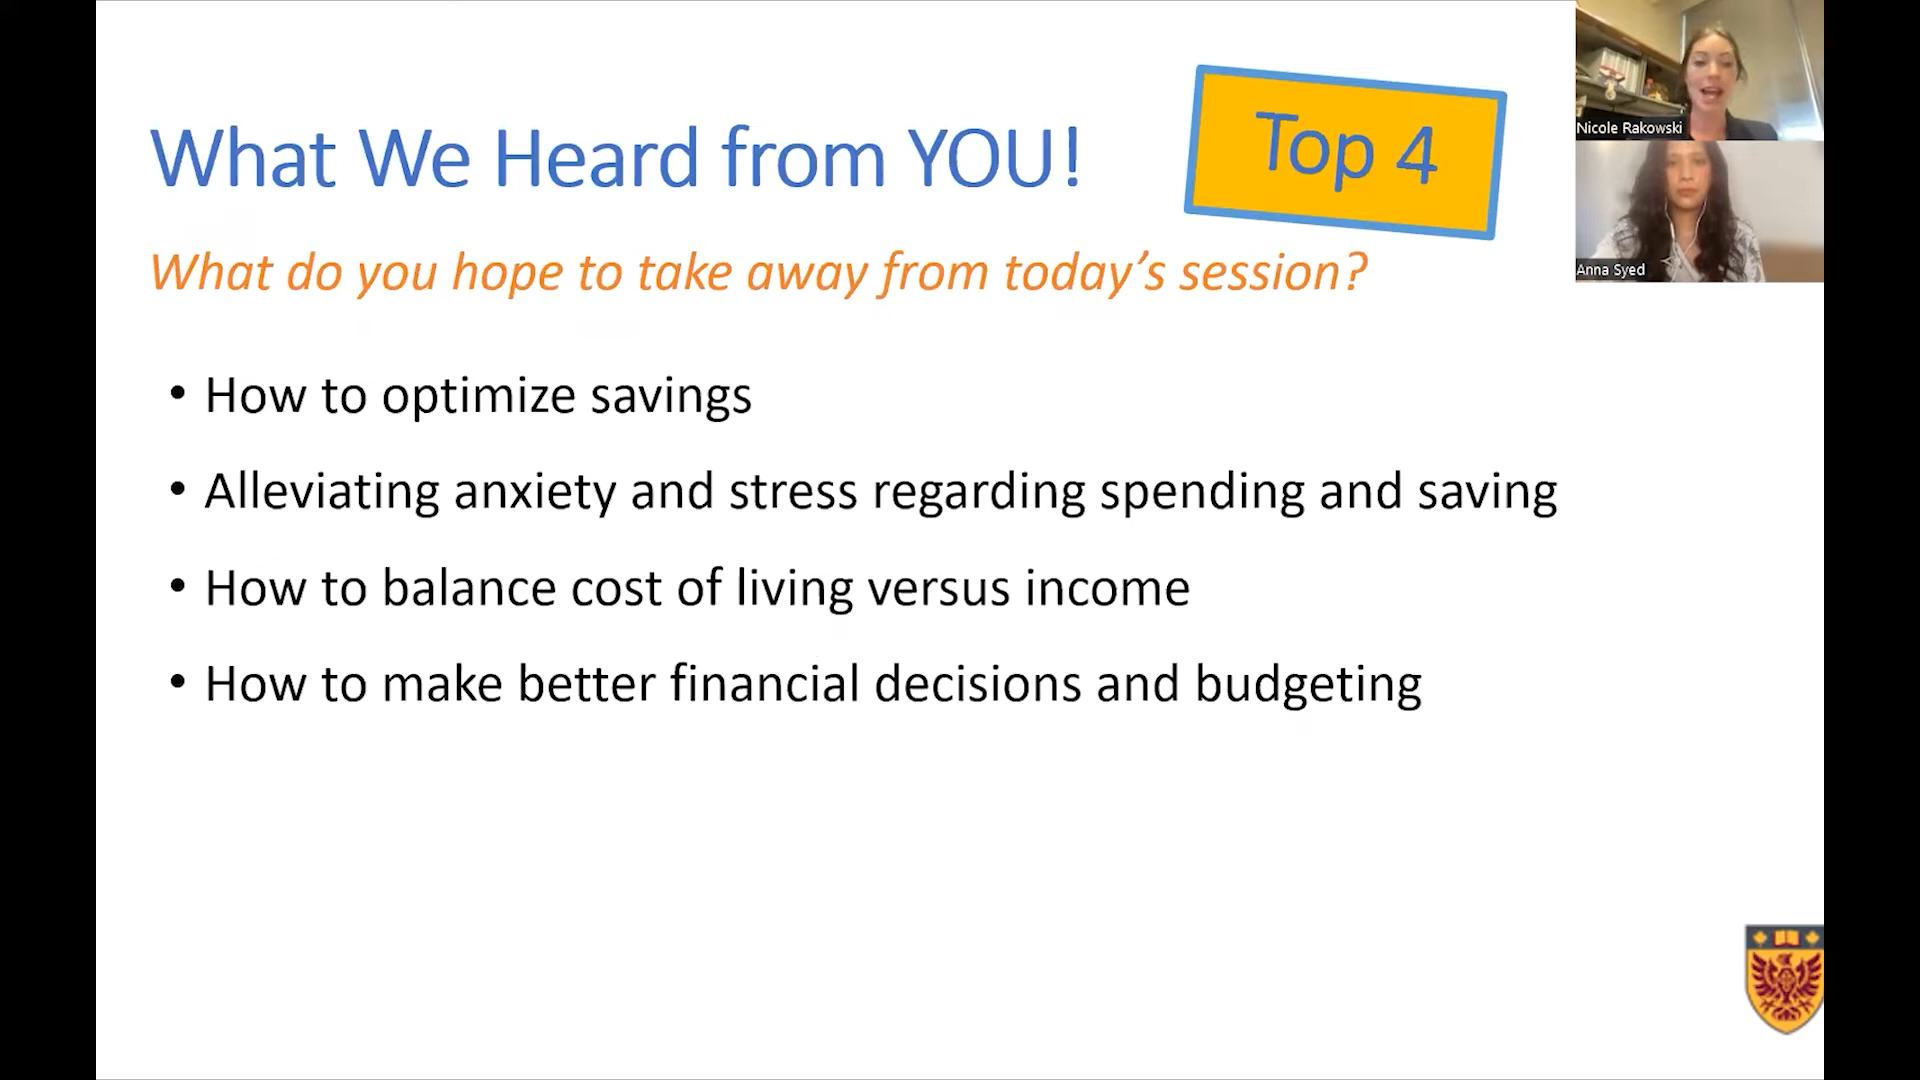 What We Heard from YOU!
Top 4
Nicole Rakowski
Anna Syed
What do you hope to take away from today’s session?
• How to optimize savings
• Alleviating anxiety and stress regarding spending and saving
• How to balance cost of living versus income
• How to make better financial decisions and budgeting